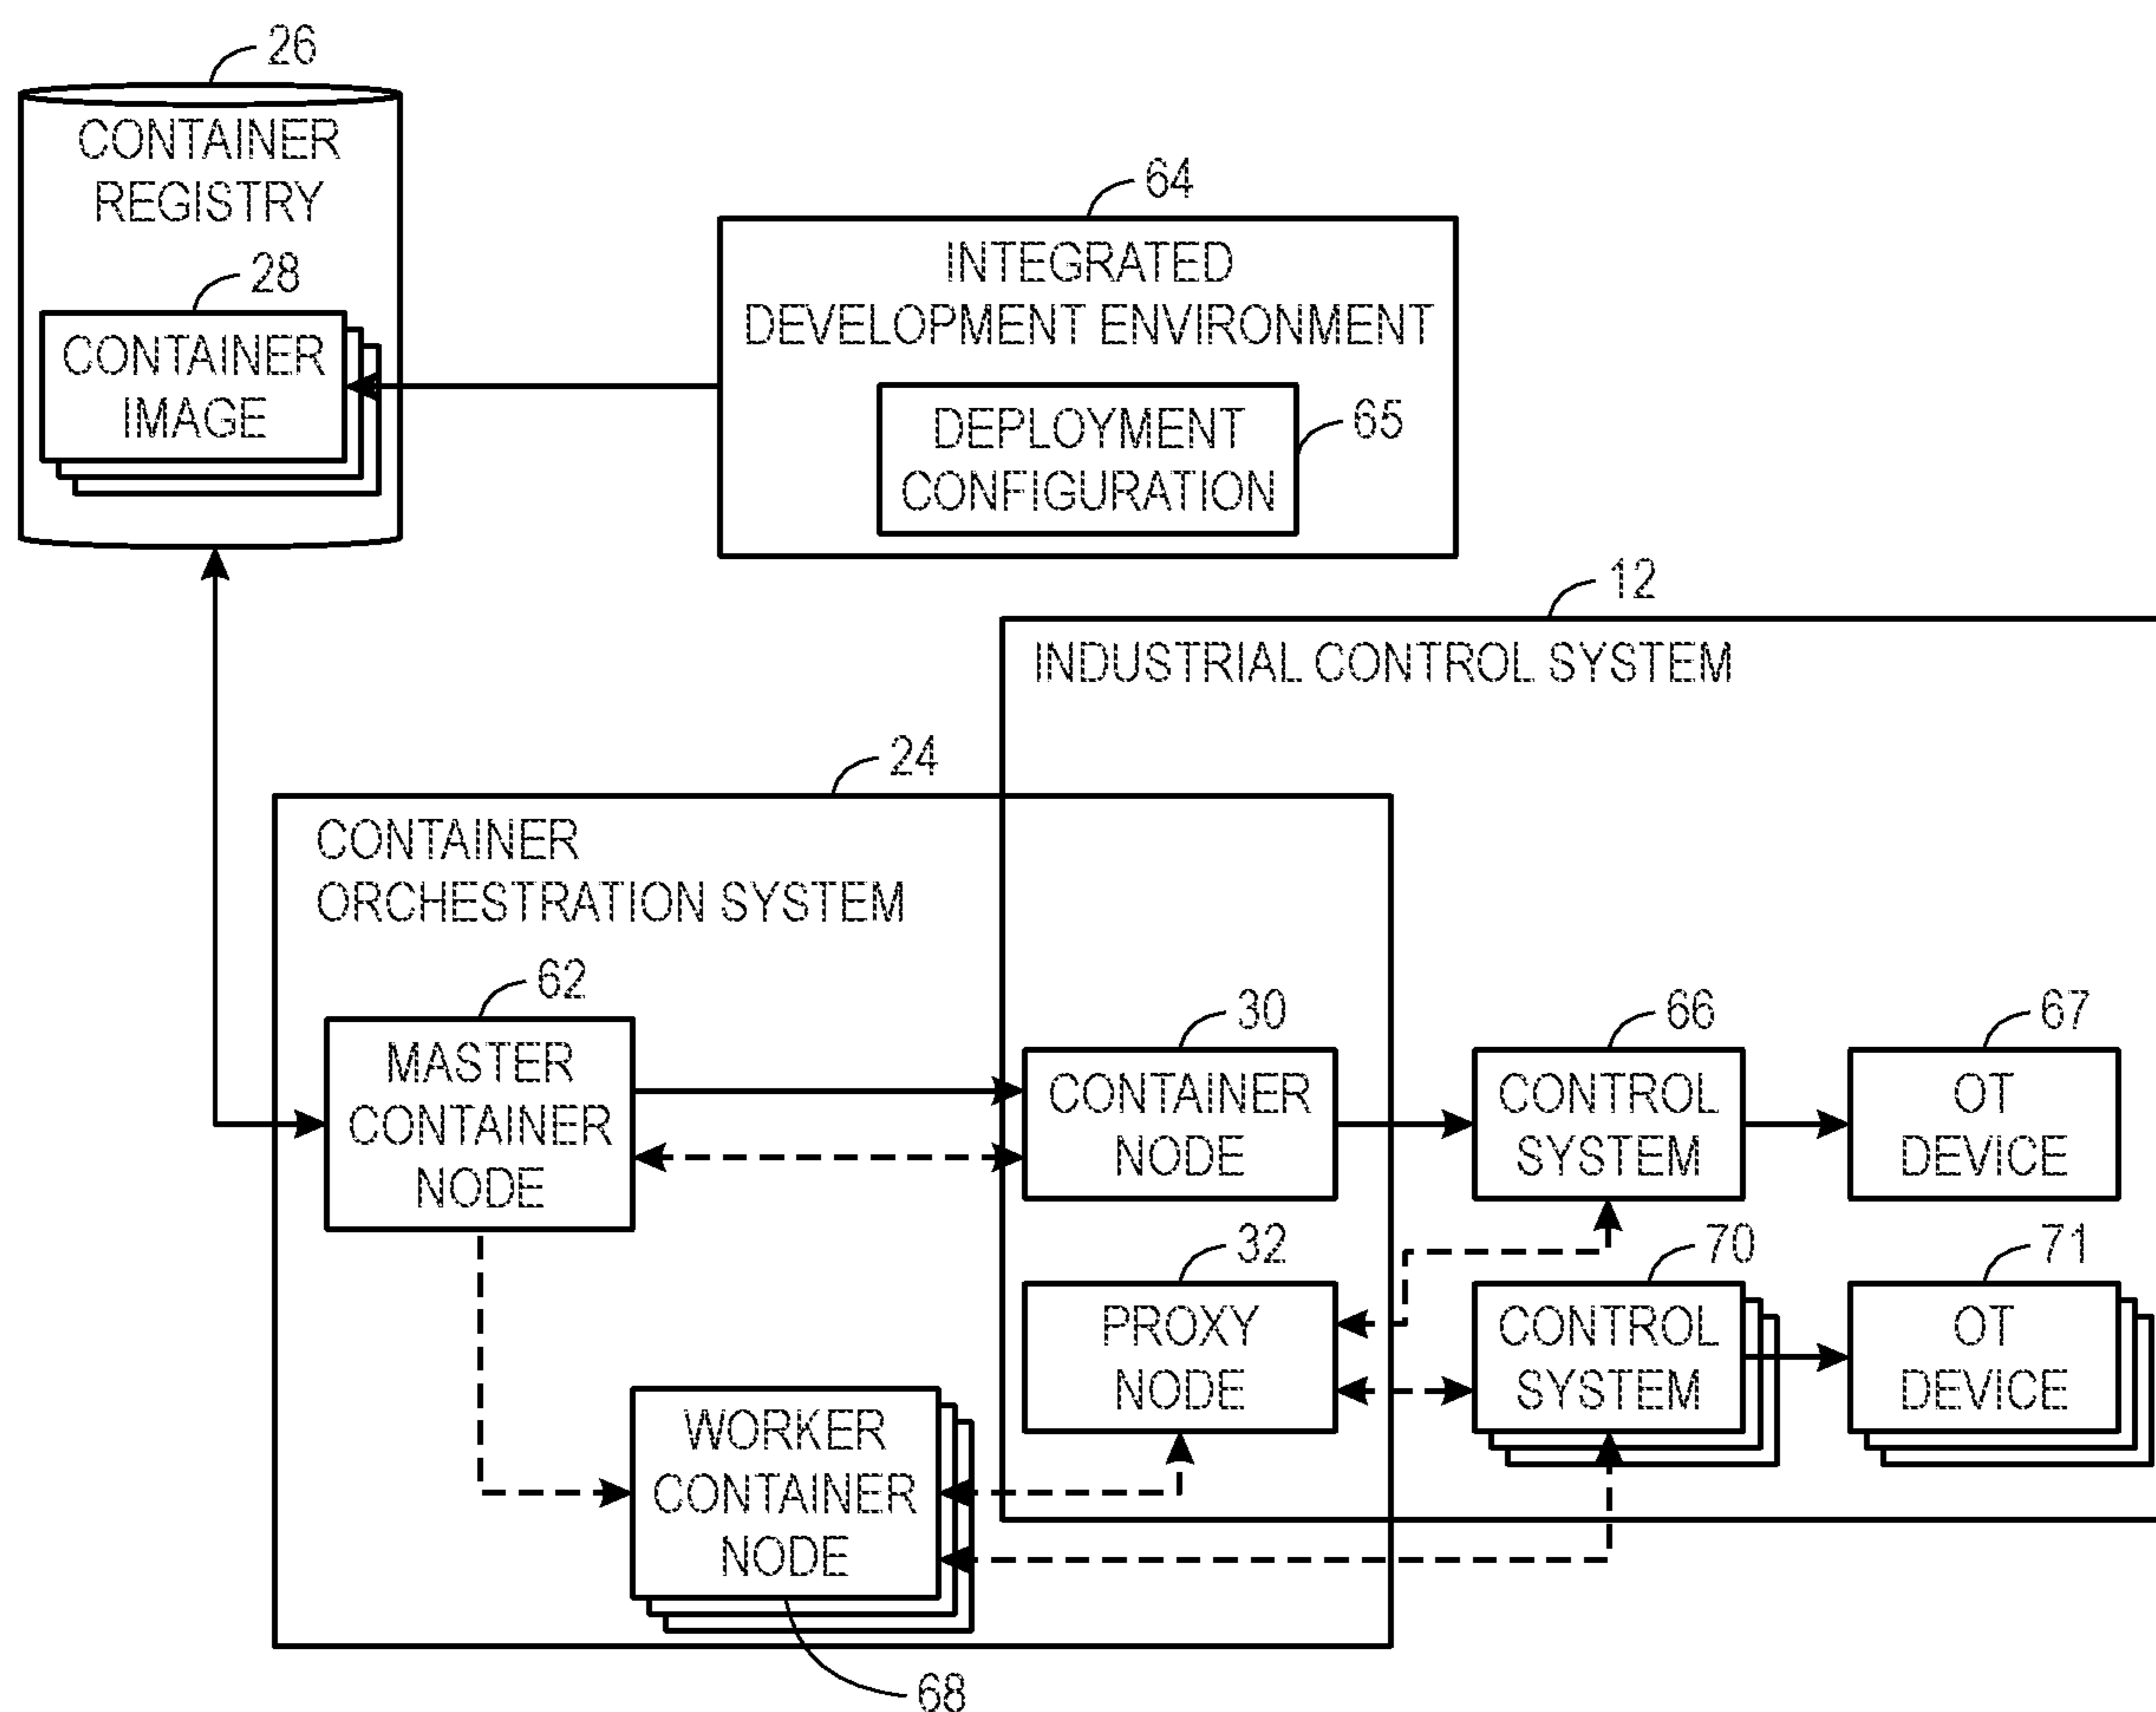 26
CONTAINER
REGISTRY
28
CONTAINER
IMAGE
64
INTEGRATED
DEVELOPMENT ENVIRONMENT
DEPLOYMENT
CONFIGURATION
65
12
INDUSTRIAL CONTROL SYSTEM
24
CONTAINER
ORCHESTRATION SYSTEM
62
MASTER
CONTAINER
NODE
30
CONTAINER
NODE
66
CONTROL
SYSTEM
67
OT
DEVICE
32
PROXY
NODE
70
CONTROL
SYSTEM
71
OT
DEVICE
WORKER
CONTAINER
NODE
68